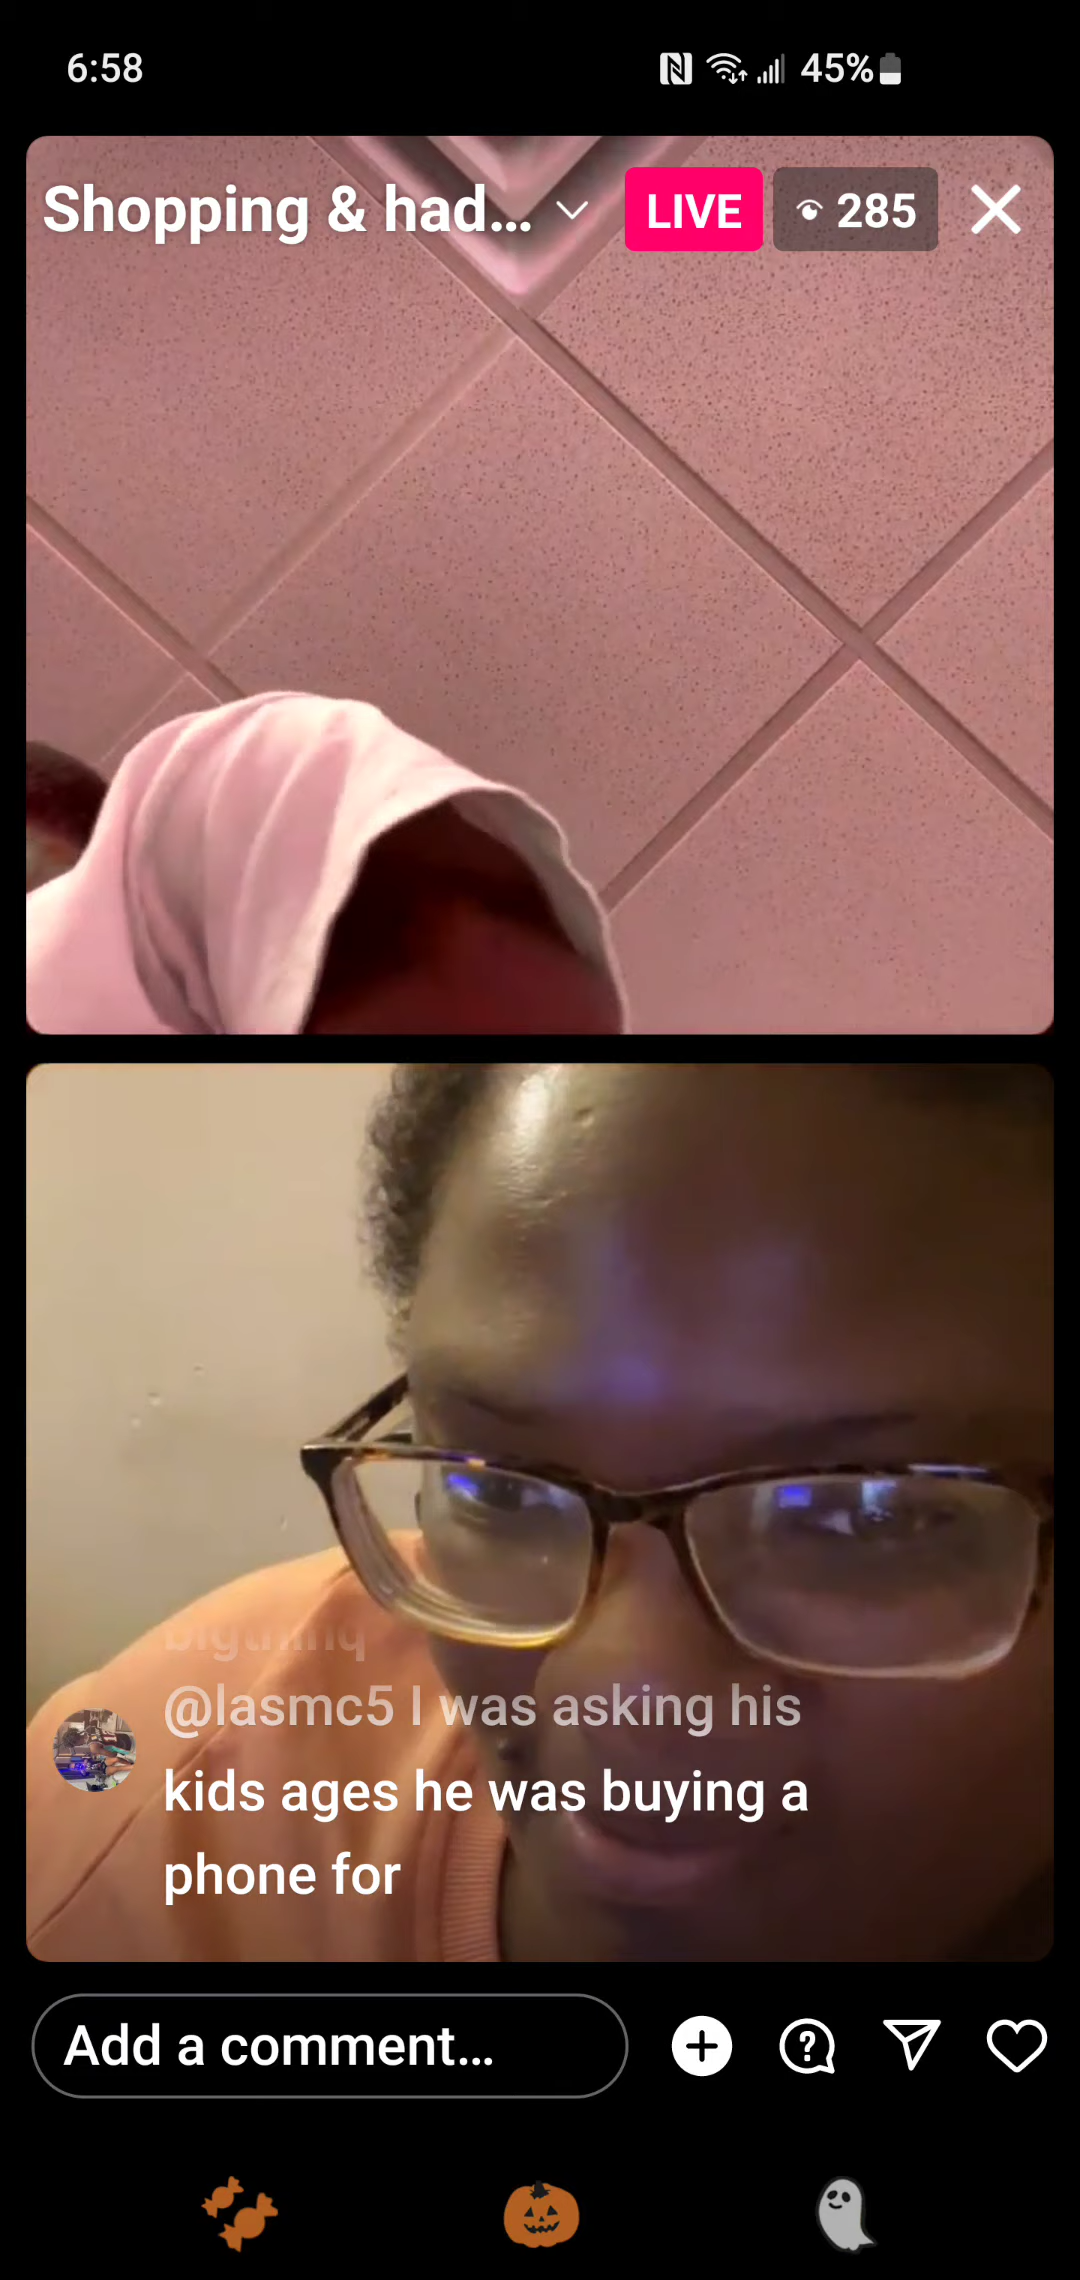 6:58
45%
Shopping & had...
LIVE
285
@lasmc5 I was asking his
kids ages he was buying a
phone for
Add a comment...